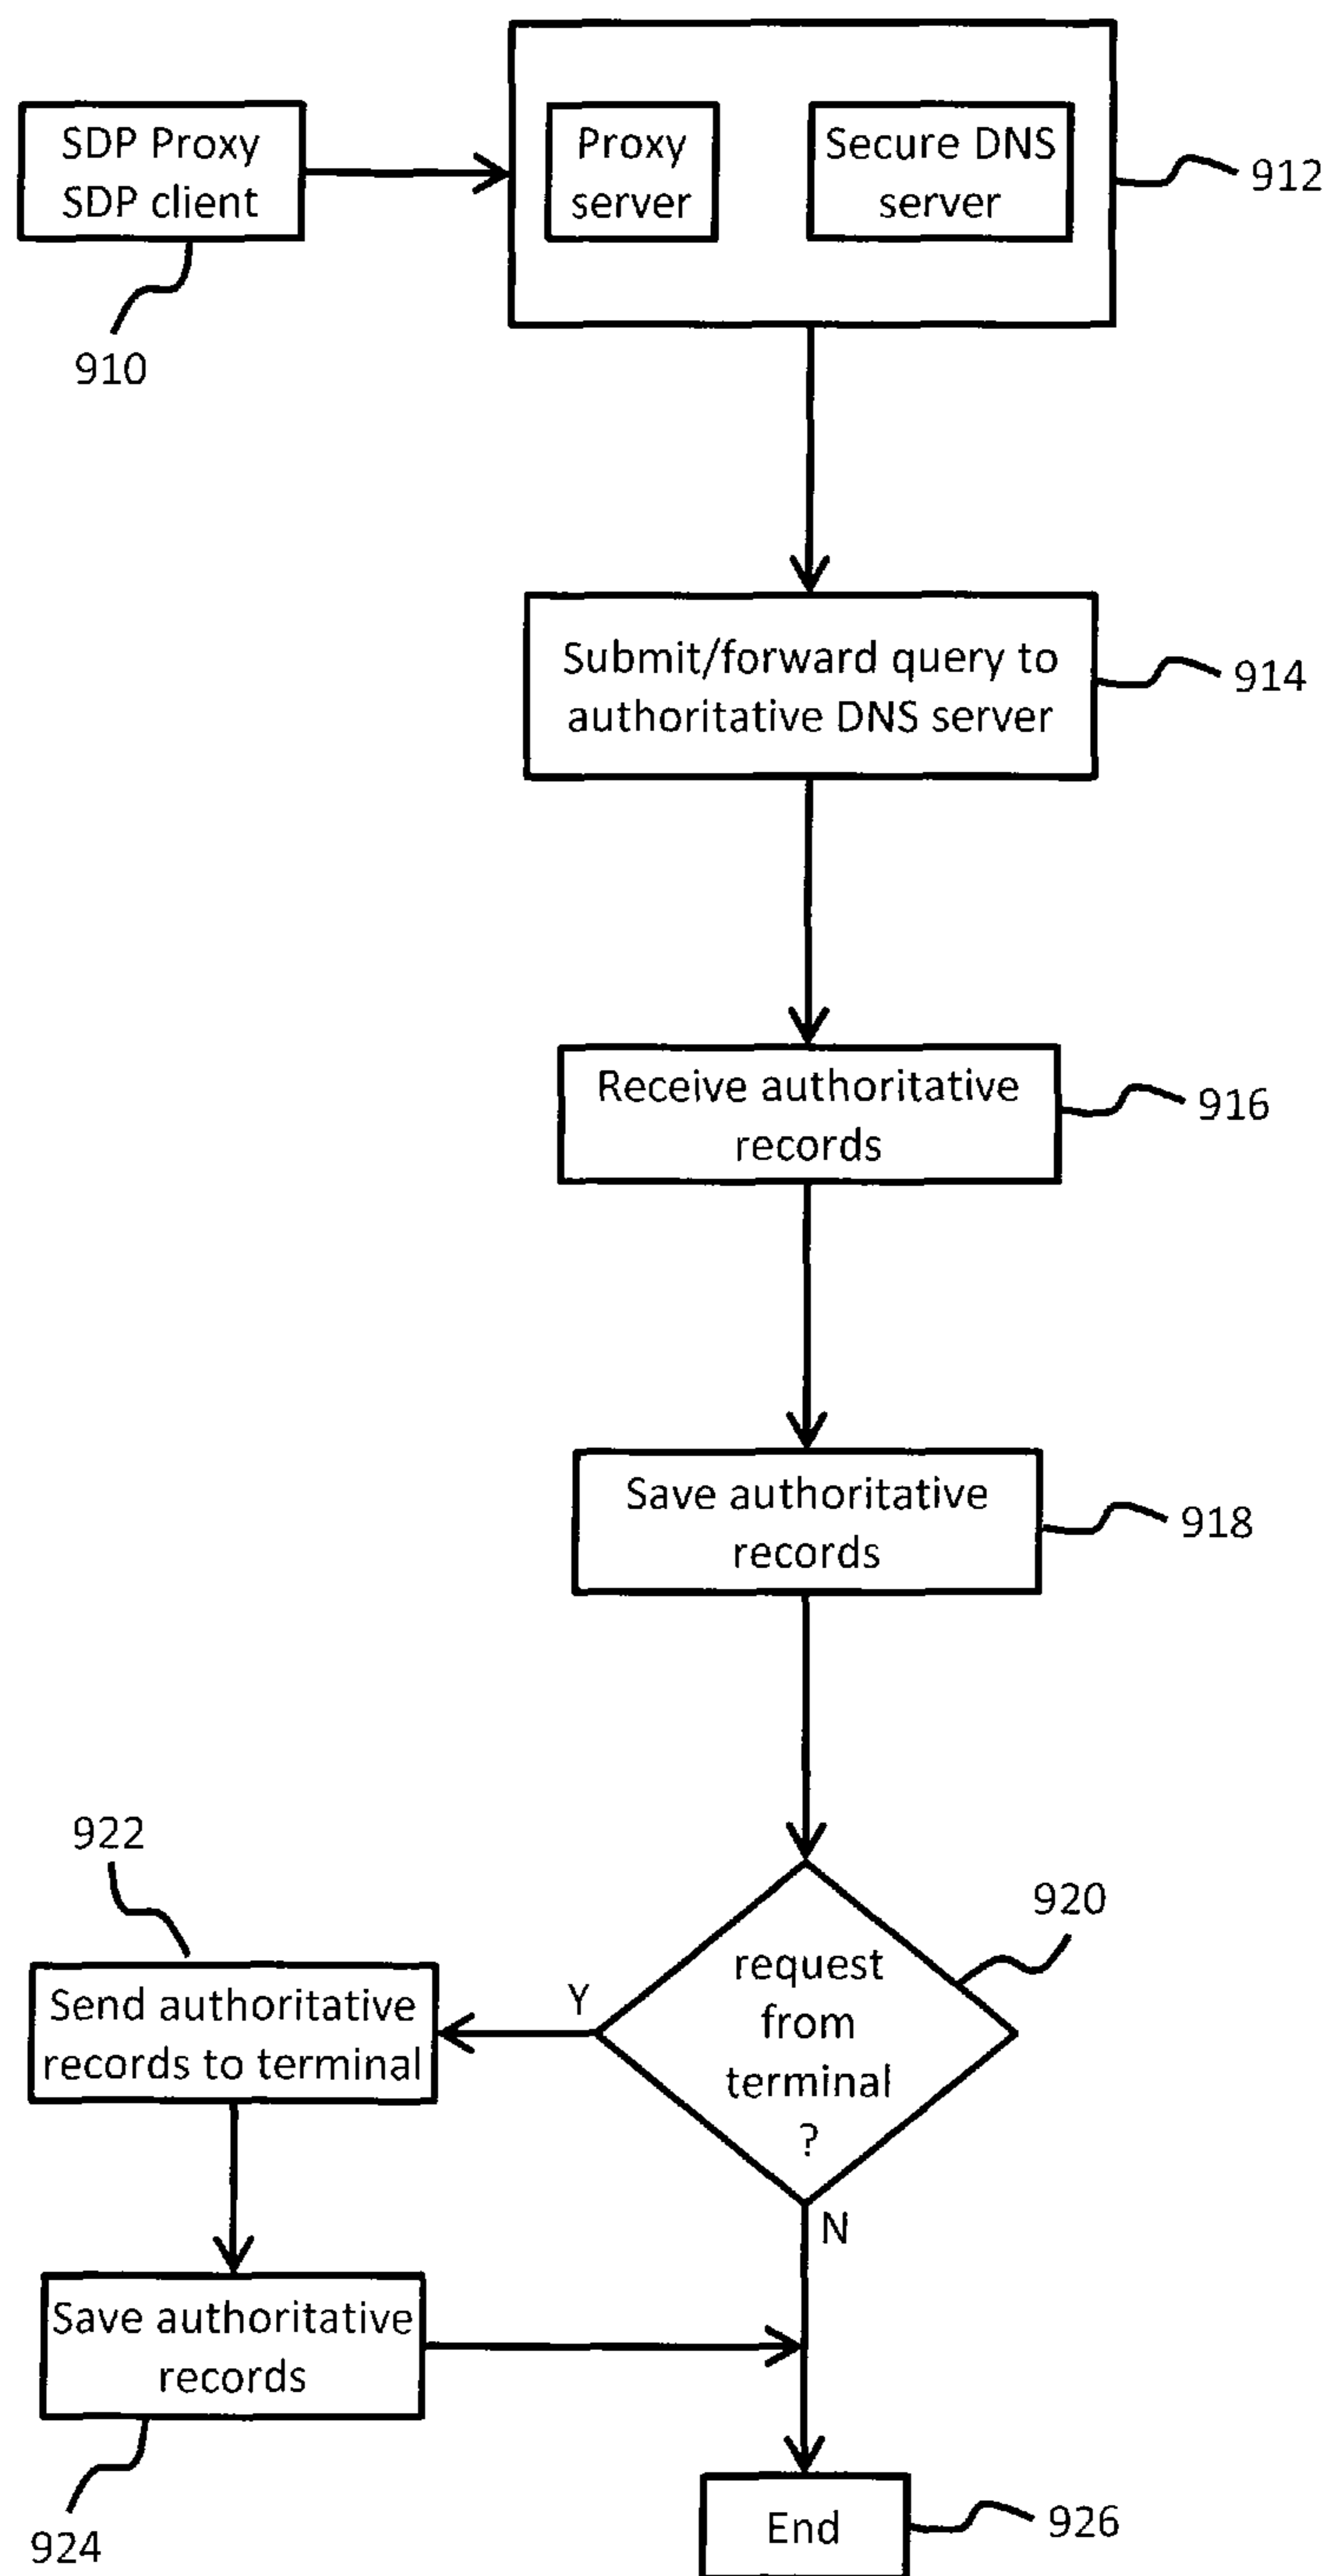 SDP Proxy
SDP client
910
Proxy
server
Secure DNS
server
912
Submit/forward query to
authoritative DNS server
914
Receive authoritative
records
916
Save authoritative
records
918
request
from
terminal
?
920
Y
N
922
Send authoritative
records to terminal
Save authoritative
records
924
End
926